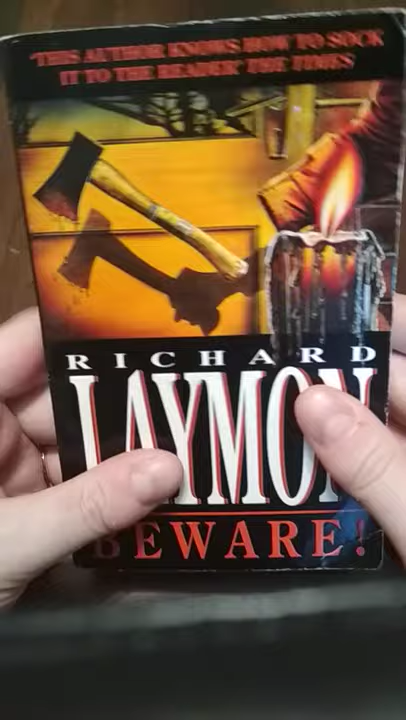 'THIS AUTHOR KNOWS HOW TO SOCK
IT TO THE READER' THE TIMES
RICHARD
LAYMON
BEWARE!